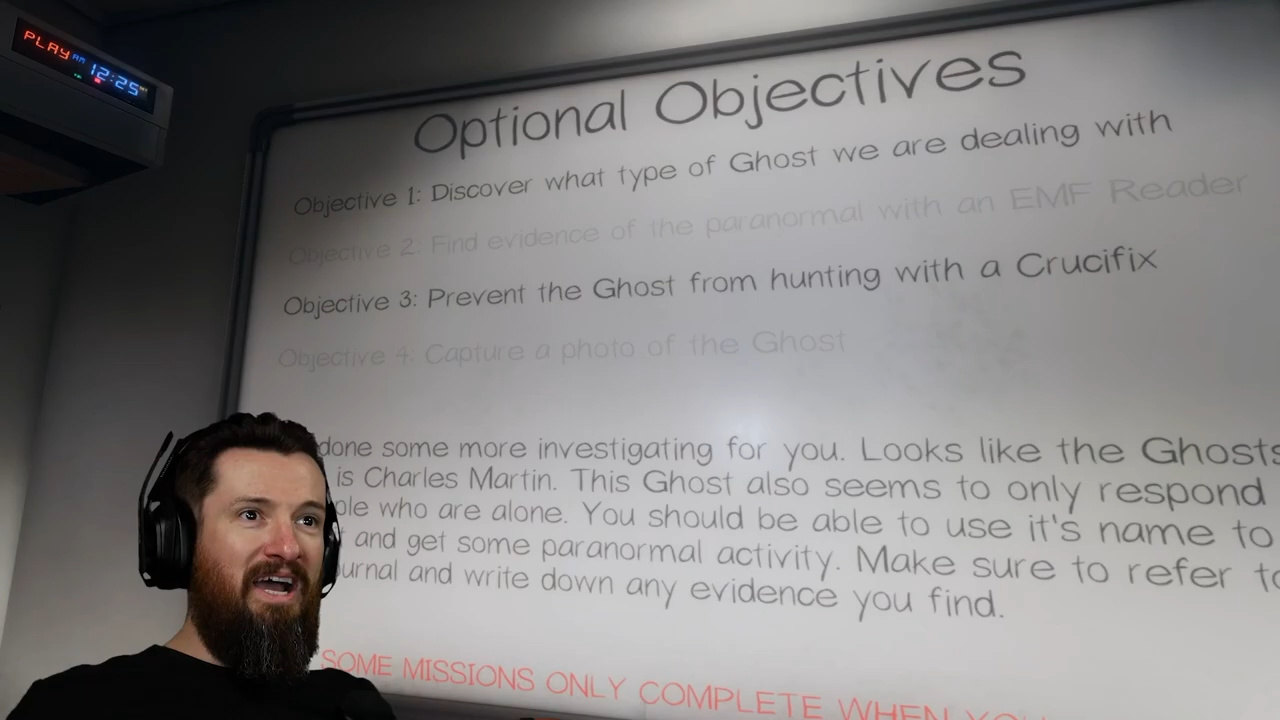 PLAY AM 12:25
Optional Objectives
Objective 1: Discover what type of Ghost we are dealing with
Objective 2. Find evidence of the paranormal with an EMF Reader
Objective 3: Prevent the Ghost from hunting with a Crucifix
Objective 4: Capture a photo of the Ghost
done some more investigating for you. Looks like the Ghosts
is Charles Martin. This Ghost also seems to only respond
ple who are alone. You should be able to use it's name to
and get some paranormal activity. Make sure to refer to
urnal and write down any evidence you find.
SOME MISSIONS ONLY COMPLETE WHEN YOU